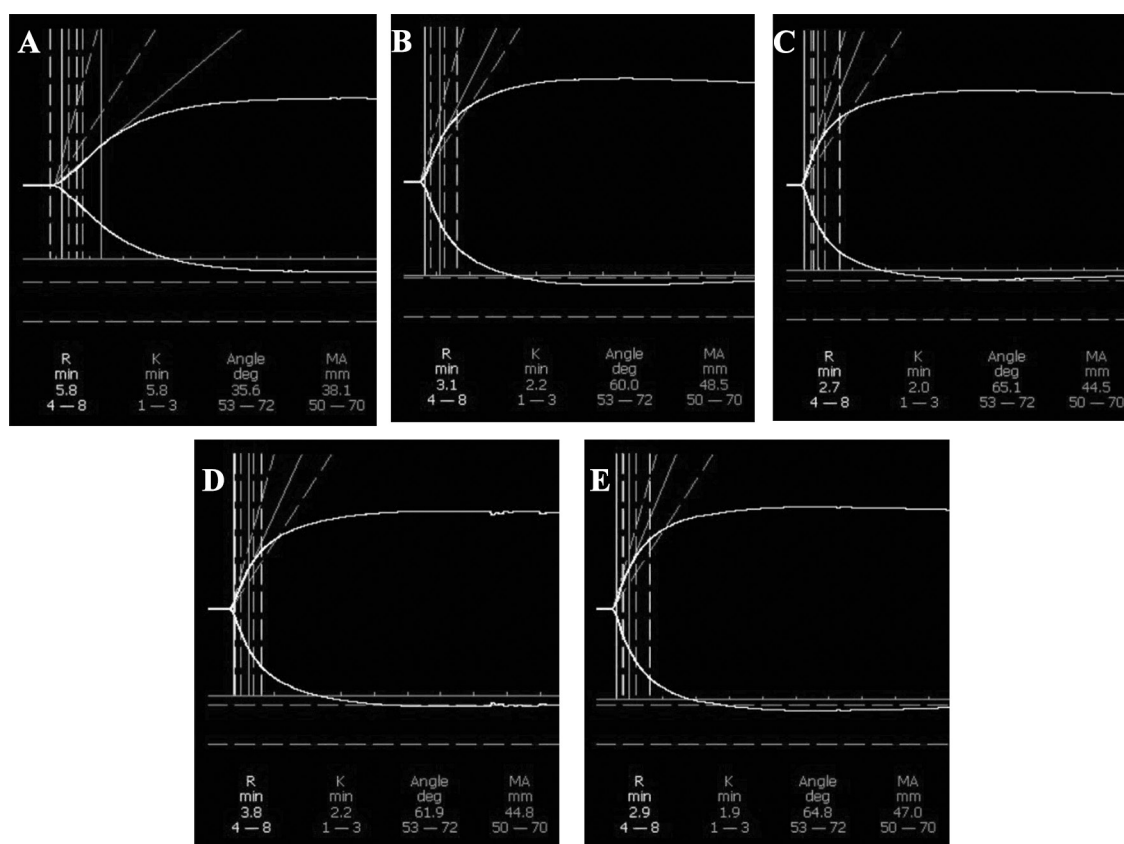 A
R K Angle MA
min min deg mm
5.8 5.8 35.6 38.1
4 — 8 1 — 3 53 — 72 50 — 70
B
R K Angle MA
min min deg mm
3.1 2.2 60.0 48.5
4 — 8 1 — 3 53 — 72 50 — 70
C
R K Angle MA
min min deg mm
2.7 2.0 65.1 44.5
4 — 8 1 — 3 53 — 72 50 — 70
D
R K Angle MA
min min deg mm
3.8 2.2 61.9 44.8
4 — 8 1 — 3 53 — 72 50 — 70
E
R K Angle MA
min min deg mm
2.9 1.9 64.8 47.0
4 — 8 1 — 3 53 — 72 50 — 70